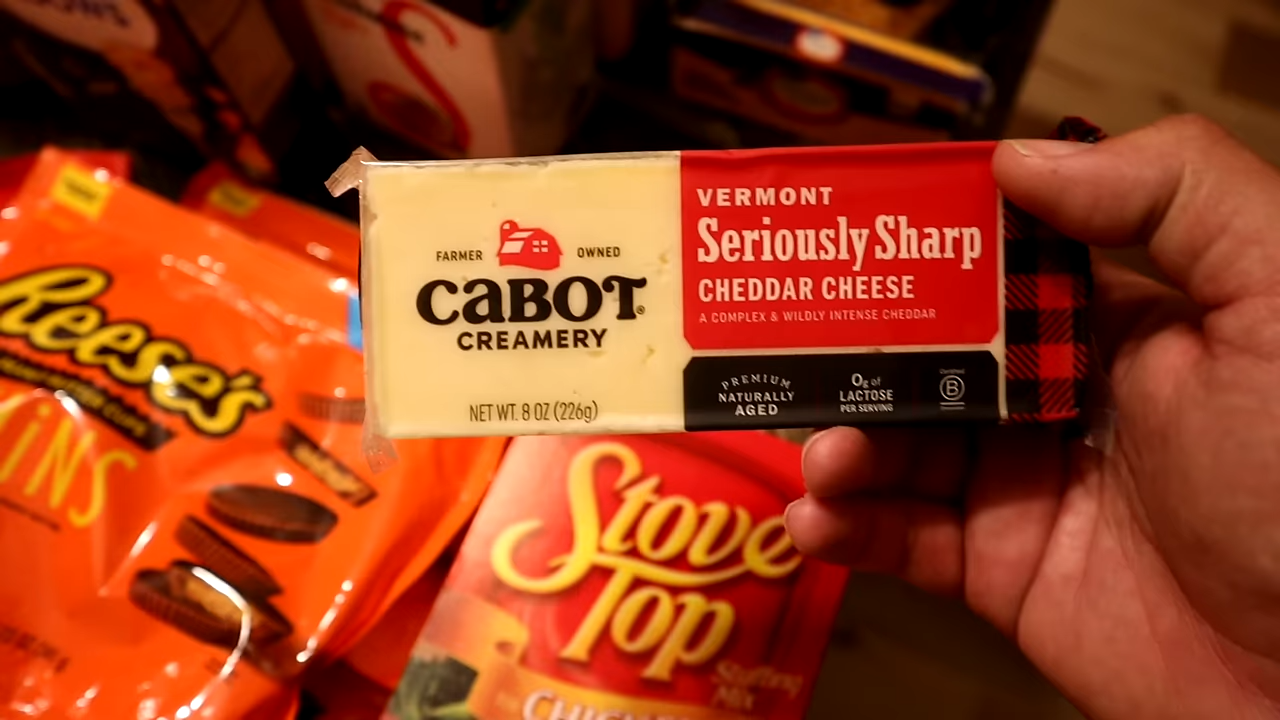 FARMER OWNED
CABOT®
CREAMERY
NET WT. 8 OZ (226g)
VERMONT
Seriously Sharp
CHEDDAR CHEESE
A COMPLEX & WILDLY INTENSE CHEDDAR
PREMIUM
NATURALLY
AGED
0g of
LACTOSE
PER SERVING
Certified
B
Reese's
Stove
Top
Stuffing
Mix